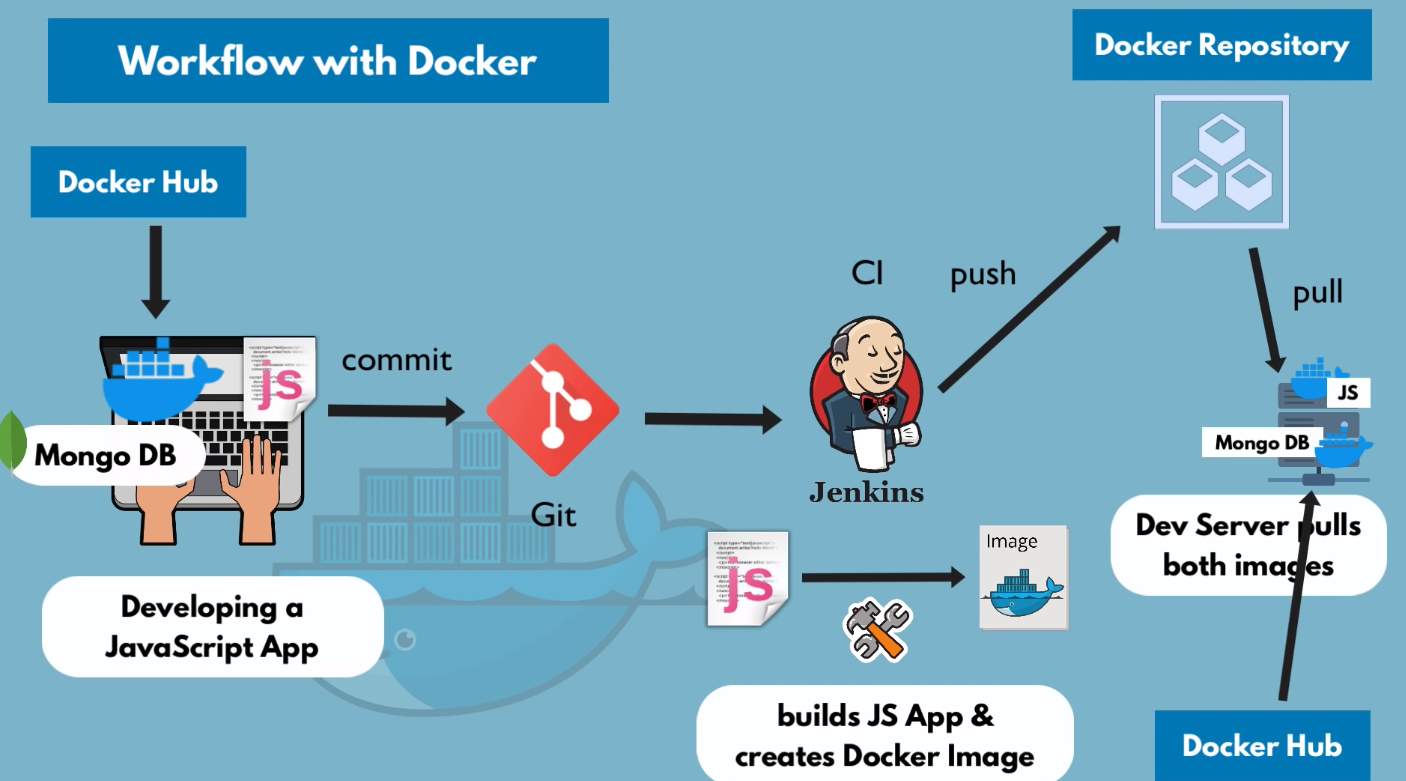 Workflow with Docker
Docker Repository
Docker Hub
commit
js
Mongo DB
Git
Developing a
JavaScript App
CI
push
Jenkins
js
Image
builds JS App &
creates Docker Image
pull
JS
Mongo DB
Dev Server pulls
both images
Docker Hub